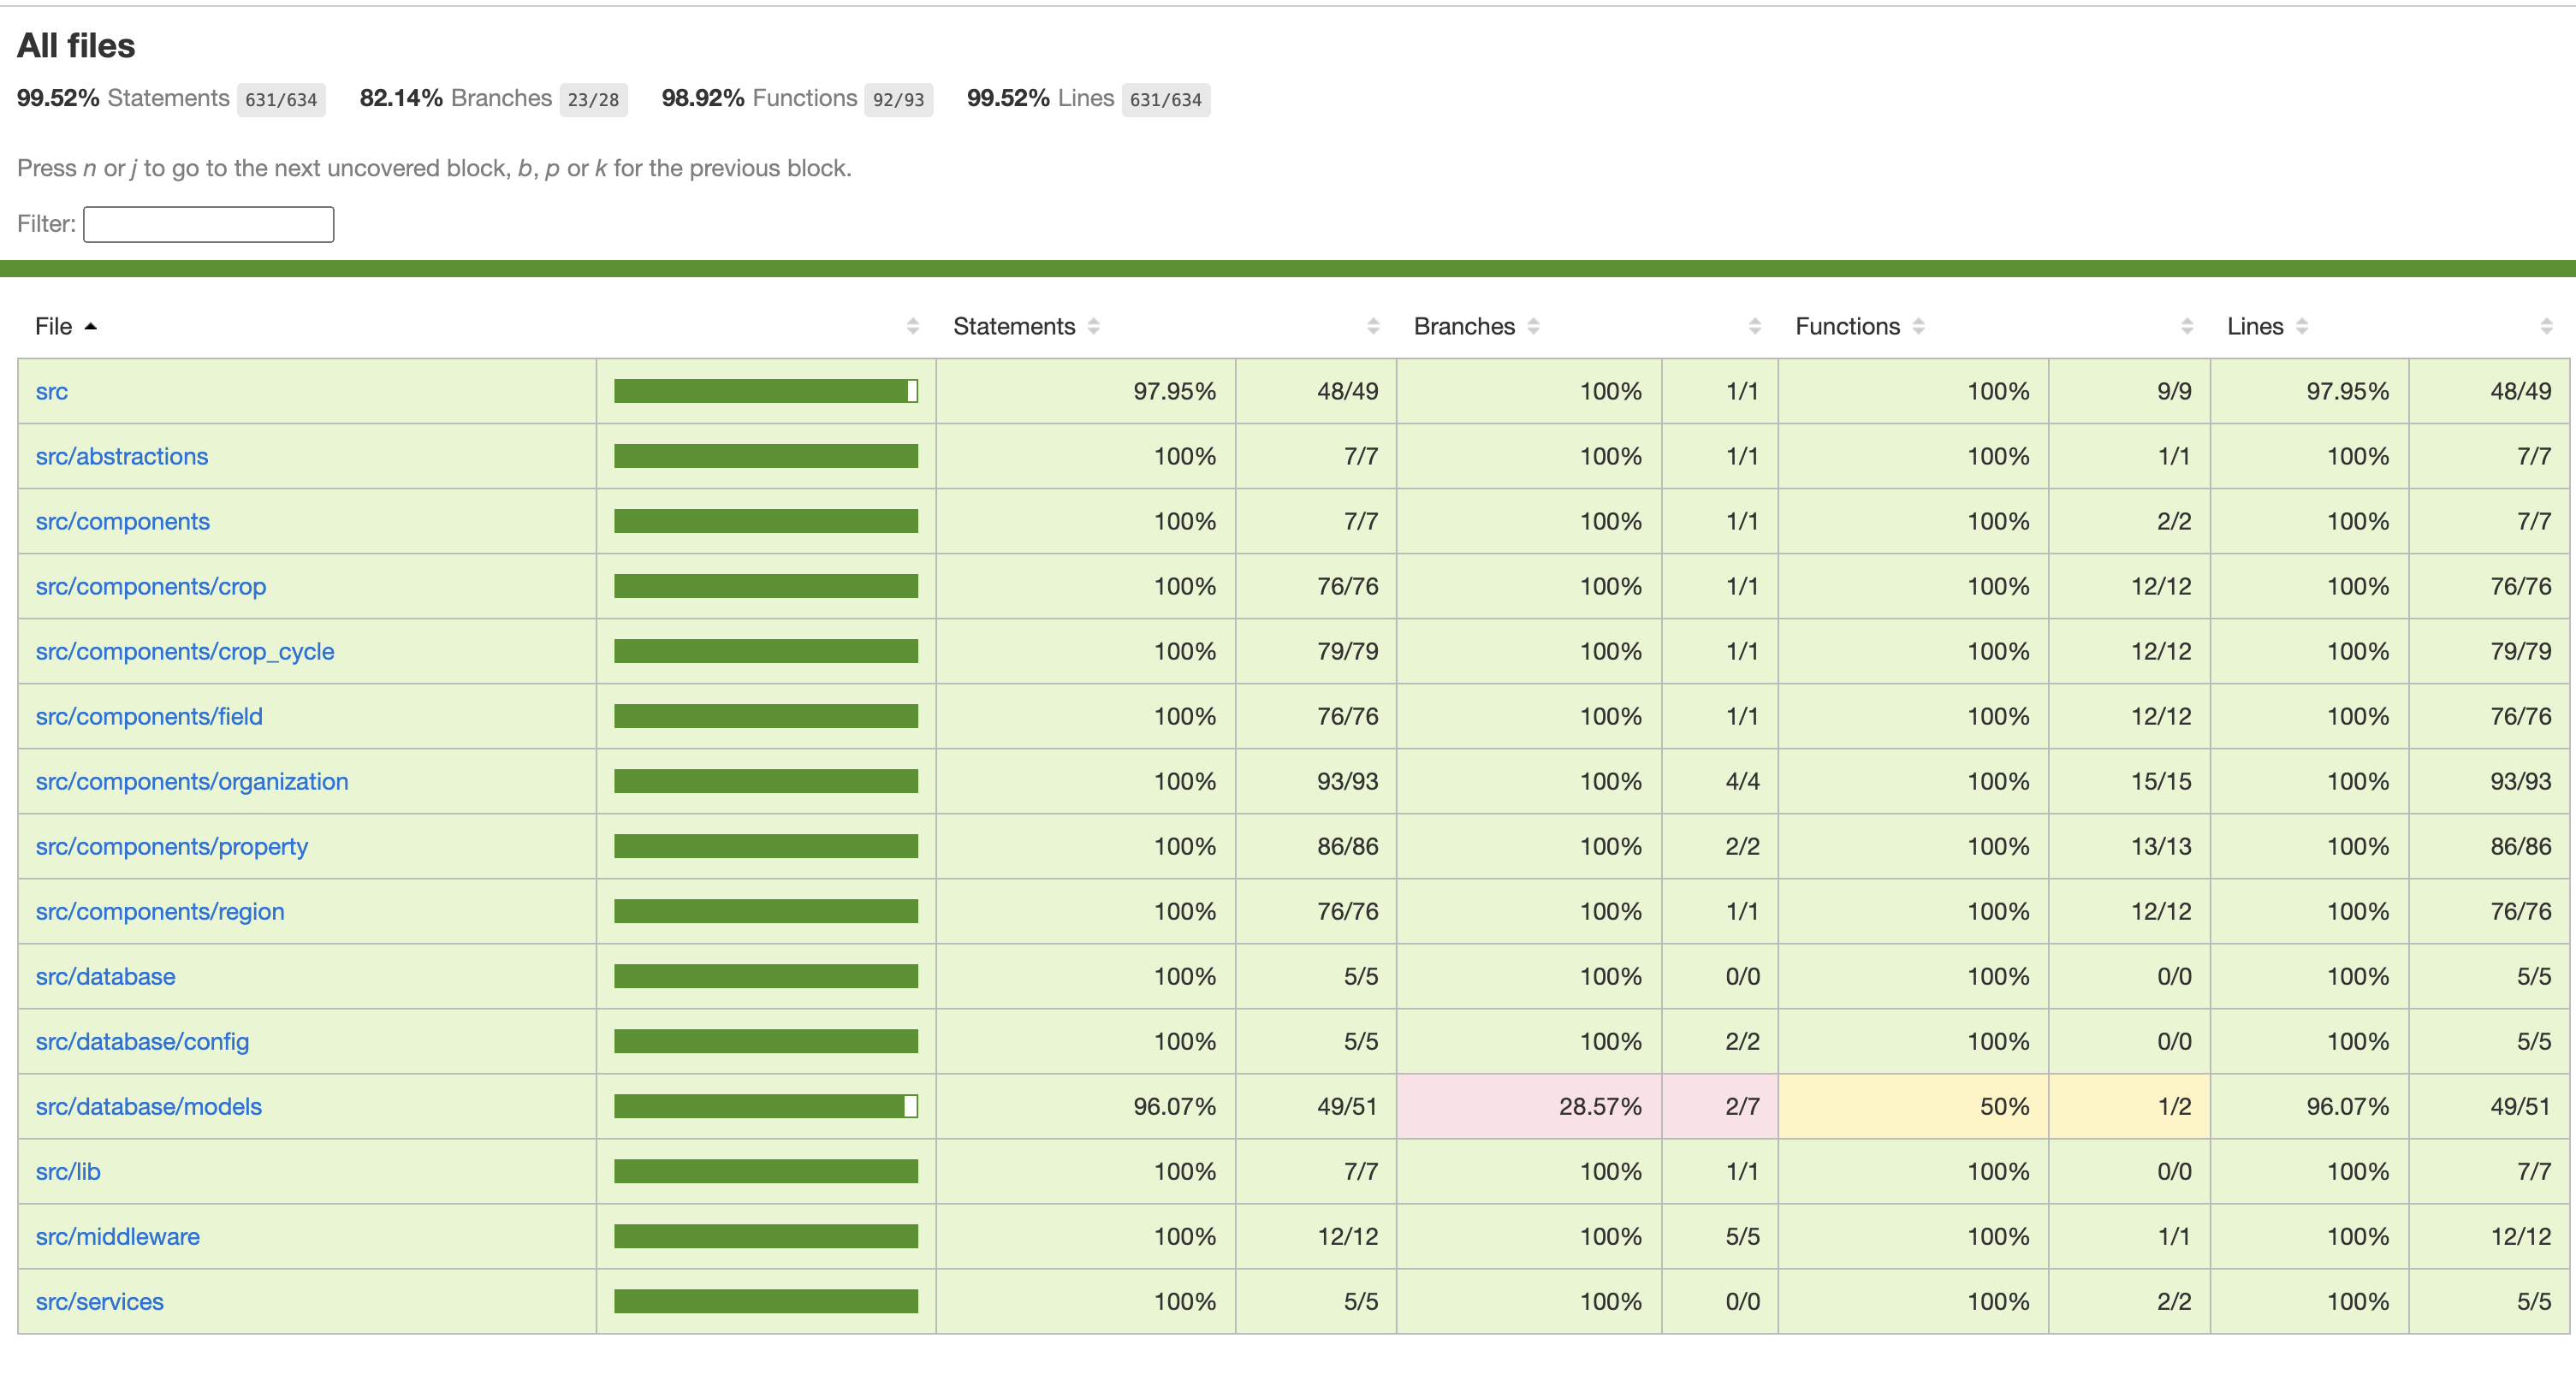 All files
99.52% Statements 631/634 82.14% Branches 23/28 98.92% Functions 92/93 99.52% Lines 631/634
Press n or j to go to the next uncovered block, b, p or k for the previous block.
Filter:
File Statements Branches Functions Lines
src 97.95% 48/49 100% 1/1 100% 9/9 97.95% 48/49
src/abstractions 100% 7/7 100% 1/1 100% 1/1 100% 7/7
src/components 100% 7/7 100% 1/1 100% 2/2 100% 7/7
src/components/crop 100% 76/76 100% 1/1 100% 12/12 100% 76/76
src/components/crop_cycle 100% 79/79 100% 1/1 100% 12/12 100% 79/79
src/components/field 100% 76/76 100% 1/1 100% 12/12 100% 76/76
src/components/organization 100% 93/93 100% 4/4 100% 15/15 100% 93/93
src/components/property 100% 86/86 100% 2/2 100% 13/13 100% 86/86
src/components/region 100% 76/76 100% 1/1 100% 12/12 100% 76/76
src/database 100% 5/5 100% 0/0 100% 0/0 100% 5/5
src/database/config 100% 5/5 100% 2/2 100% 0/0 100% 5/5
src/database/models 96.07% 49/51 28.57% 2/7 50% 1/2 96.07% 49/51
src/lib 100% 7/7 100% 1/1 100% 0/0 100% 7/7
src/middleware 100% 12/12 100% 5/5 100% 1/1 100% 12/12
src/services 100% 5/5 100% 0/0 100% 2/2 100% 5/5